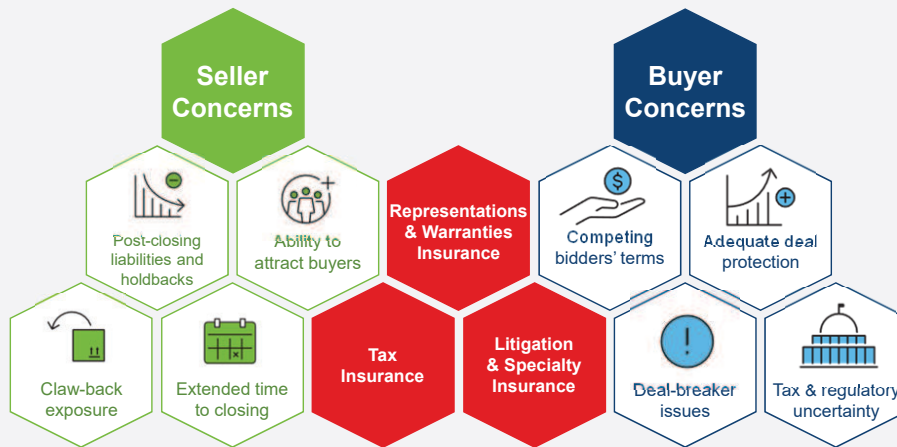 Seller
Concerns
Buyer
Concerns
Post-closing
liabilities and
holdbacks
Ability to
attract buyers
Representations
& Warranties
Insurance
$
Competing
bidders’ terms
Adequate deal
protection
Claw-back
exposure
Extended time
to closing
Tax
Insurance
Litigation
& Specialty
Insurance
!
Deal-breaker
issues
Tax & regulatory
uncertainty